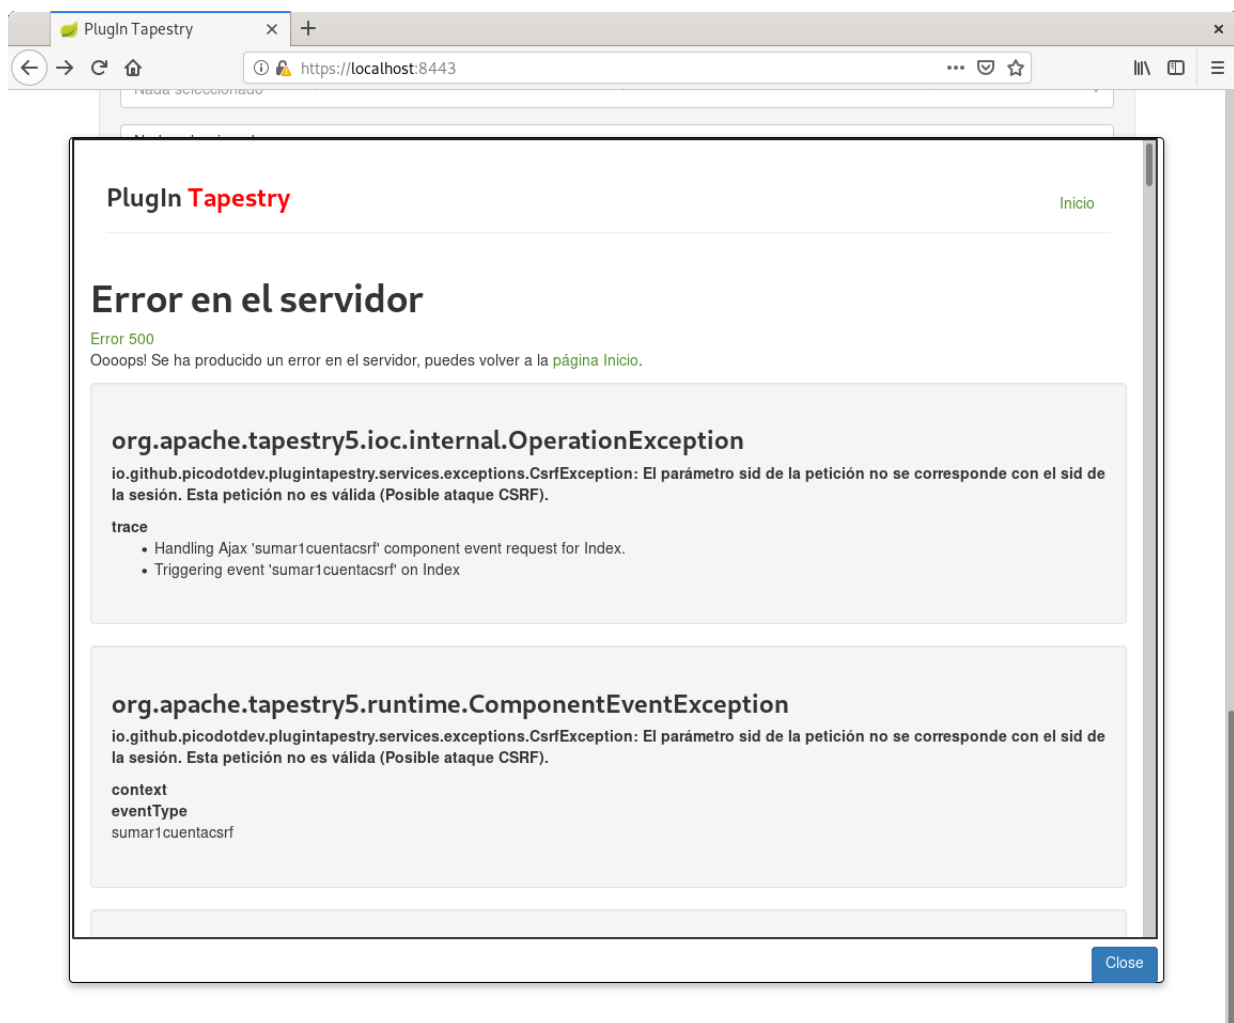 PlugIn Tapestry
https://localhost:8443
Nada seleccionado
PlugIn Tapestry
Inicio
Error en el servidor
Error 500
Oooops! Se ha producido un error en el servidor, puedes volver a la página Inicio.
org.apache.tapestry5.ioc.internal.OperationException
io.github.picodotdev.plugintapestry.services.exceptions.CsrfException: El parámetro sid de la petición no se corresponde con el sid de
la sesión. Esta petición no es válida (Posible ataque CSRF).
trace
• Handling Ajax 'sumar1cuentacsrf' component event request for Index.
• Triggering event 'sumar1cuentacsrf' on Index
org.apache.tapestry5.runtime.ComponentEventException
io.github.picodotdev.plugintapestry.services.exceptions.CsrfException: El parámetro sid de la petición no se corresponde con el sid de
la sesión. Esta petición no es válida (Posible ataque CSRF).
context
eventType
sumar1cuentacsrf
Close